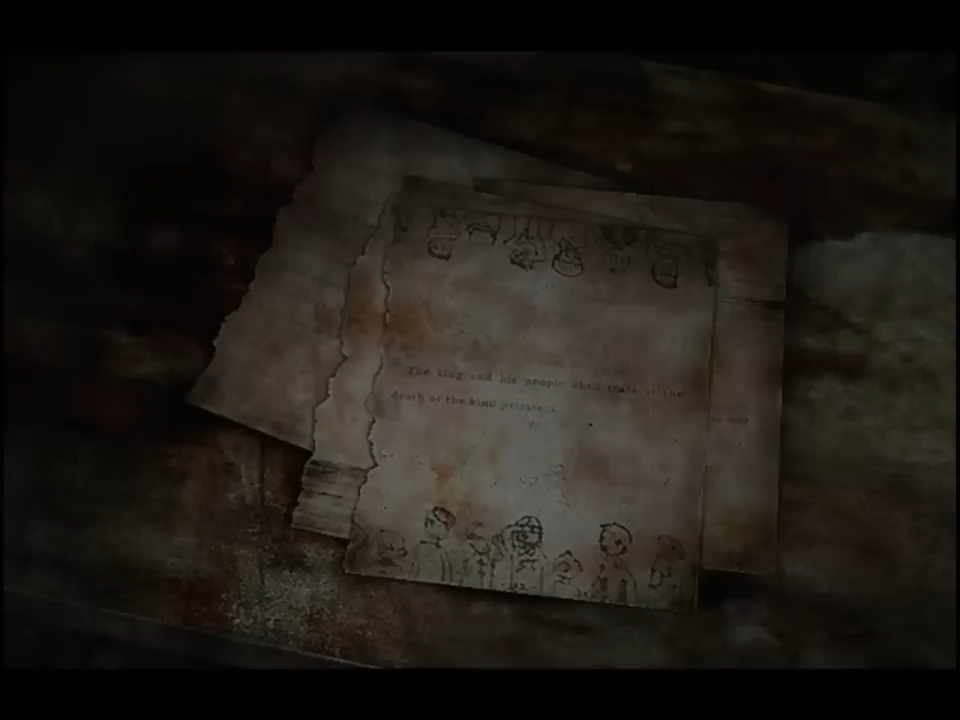 The king and his people shed tears at the
death of the kind princess